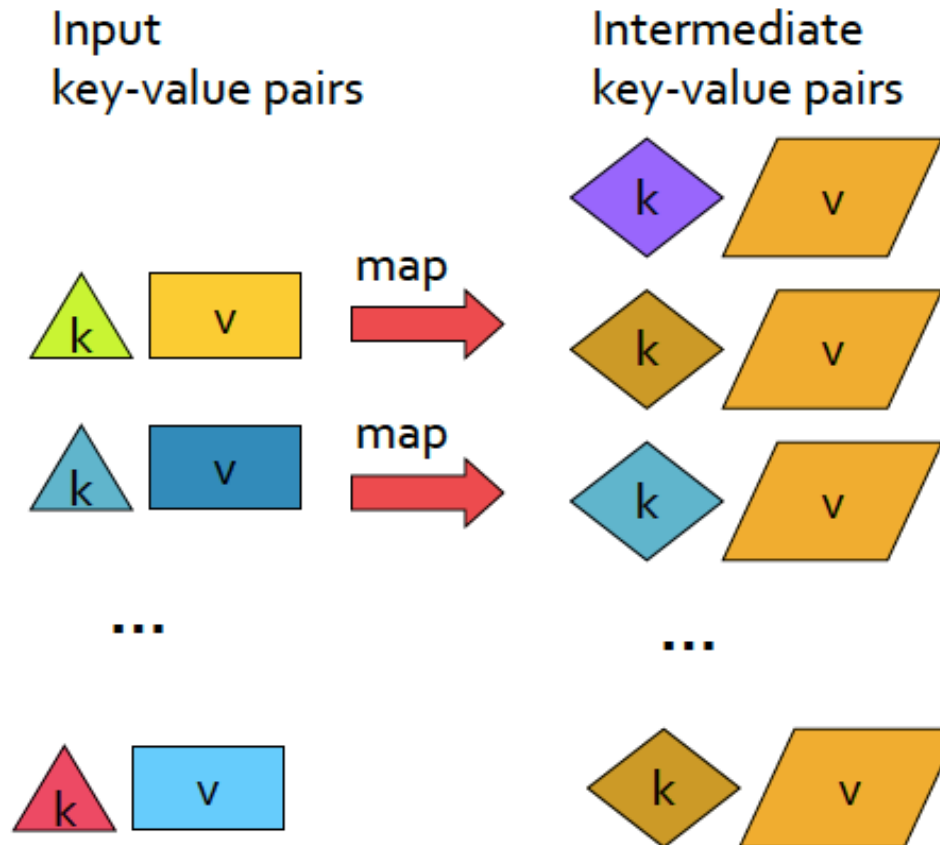 Input
key-value pairs
Intermediate
key-value pairs
k v
map
k v
k v
map
k v
k v
...
...
k v
k v